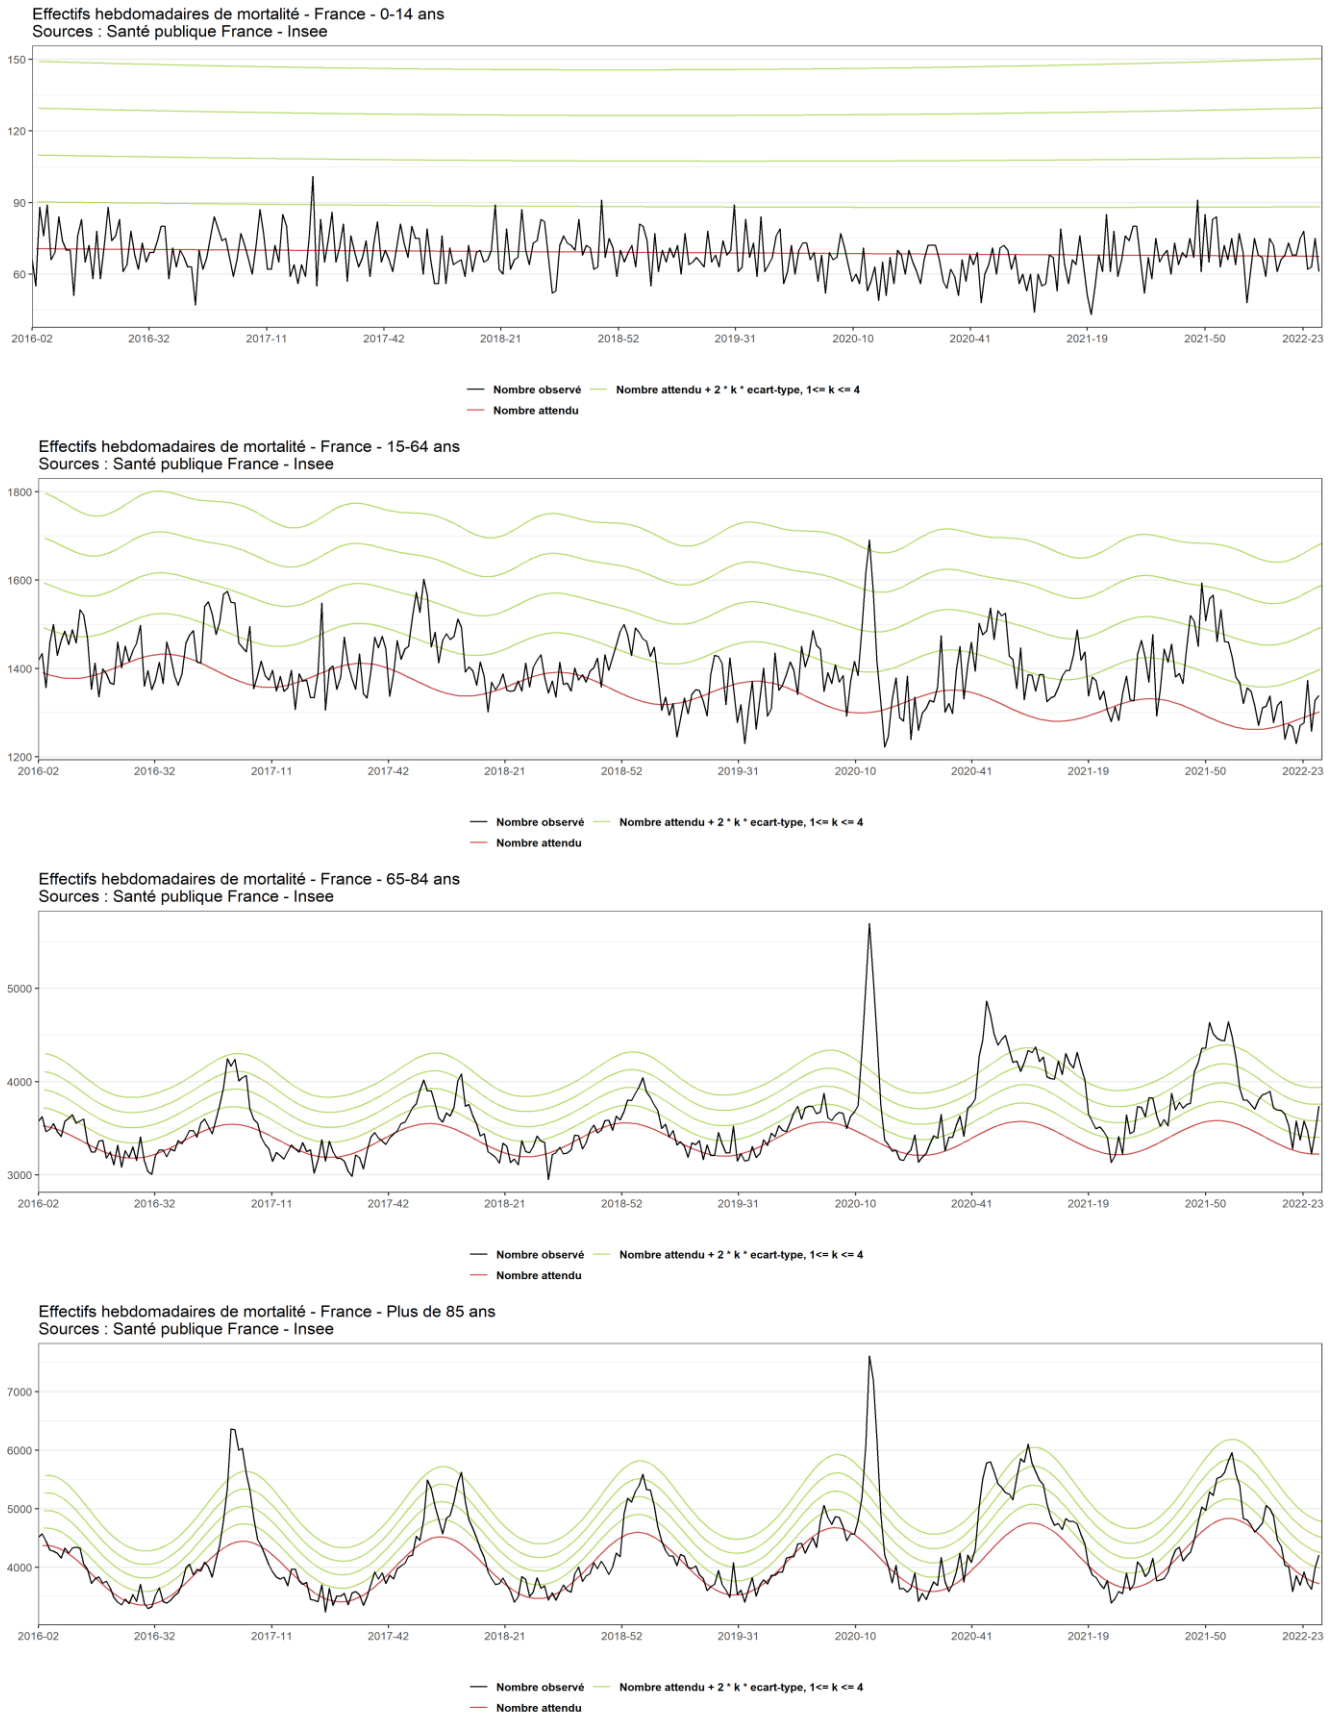 Effectifs hebdomadaires de mortalité - France - 0-14 ans
Sources : Santé publique France - Insee
150
120
90
60
2016-02 2016-32 2017-11 2017-42 2018-21 2018-52 2019-31 2020-10 2020-41 2021-19 2021-50 2022-23
Nombre observé Nombre attendu + 2 * k * ecart-type, 1<= k <= 4
Nombre attendu
Effectifs hebdomadaires de mortalité - France - 15-64 ans
Sources : Santé publique France - Insee
1800
1600
1400
1200
2016-02 2016-32 2017-11 2017-42 2018-21 2018-52 2019-31 2020-10 2020-41 2021-19 2021-50 2022-23
Nombre observé Nombre attendu + 2 * k * ecart-type, 1<= k <= 4
Nombre attendu
Effectifs hebdomadaires de mortalité - France - 65-84 ans
Sources : Santé publique France - Insee
5000
4000
3000
2016-02 2016-32 2017-11 2017-42 2018-21 2018-52 2019-31 2020-10 2020-41 2021-19 2021-50 2022-23
Nombre observé Nombre attendu + 2 * k * ecart-type, 1<= k <= 4
Nombre attendu
Effectifs hebdomadaires de mortalité - France - Plus de 85 ans
Sources : Santé publique France - Insee
7000
6000
5000
4000
2016-02 2016-32 2017-11 2017-42 2018-21 2018-52 2019-31 2020-10 2020-41 2021-19 2021-50 2022-23
Nombre observé Nombre attendu + 2 * k * ecart-type, 1<= k <= 4
Nombre attendu